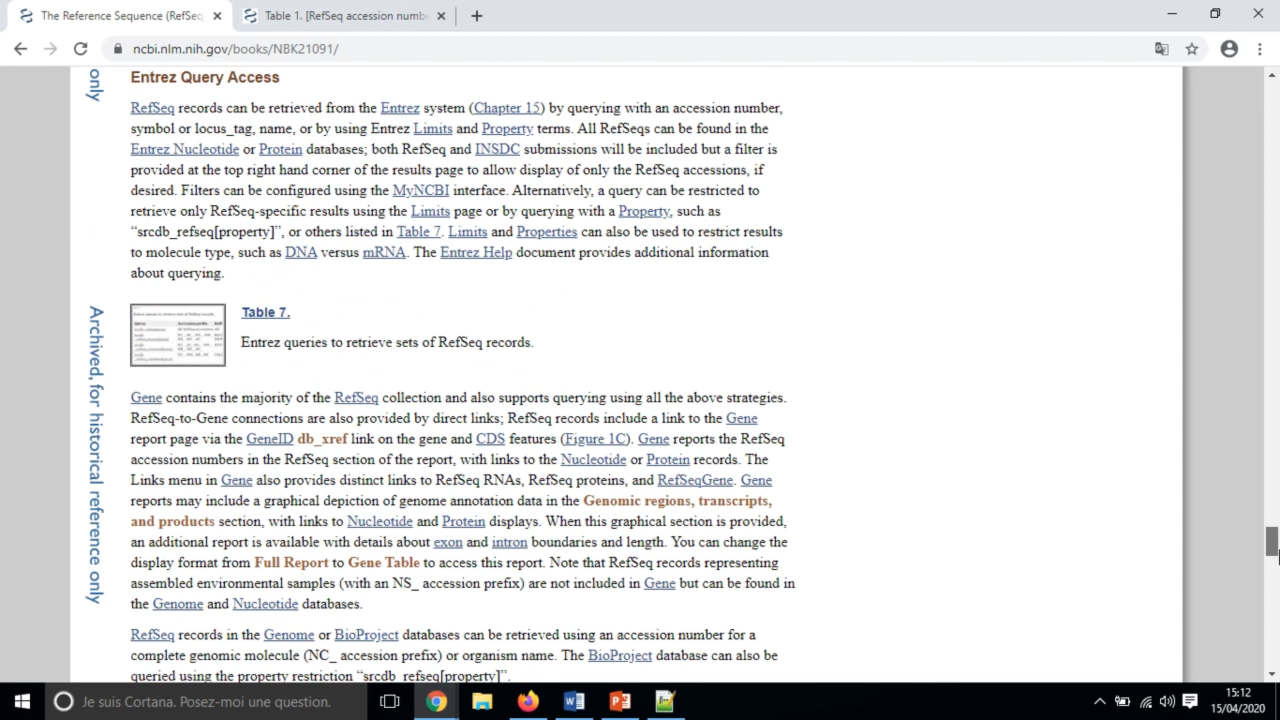 The Reference Sequence (RefSeq
Table 1. [RefSeq accession numb
ncbi.nlm.nih.gov/books/NBK21091/
only
Entrez Query Access
RefSeq records can be retrieved from the Entrez system (Chapter 15) by querying with an accession number,
symbol or locus_tag, name, or by using Entrez Limits and Property terms. All RefSeqs can be found in the
Entrez Nucleotide or Protein databases; both RefSeq and INSDC submissions will be included but a filter is
provided at the top right hand corner of the results page to allow display of only the RefSeq accessions, if
desired. Filters can be configured using the MyNCBI interface. Alternatively, a query can be restricted to
retrieve only RefSeq-specific results using the Limits page or by querying with a Property, such as
“srcdb_refseq[property]”, or others listed in Table 7. Limits and Properties can also be used to restrict results
to molecule type, such as DNA versus mRNA. The Entrez Help document provides additional information
about querying.
Archived, for historical reference only
Table 7.
Entrez queries to retrieve sets of RefSeq records.
Gene contains the majority of the RefSeq collection and also supports querying using all the above strategies.
RefSeq-to-Gene connections are also provided by direct links; RefSeq records include a link to the Gene
report page via the GeneID db_xref link on the gene and CDS features (Figure 1C). Gene reports the RefSeq
accession numbers in the RefSeq section of the report, with links to the Nucleotide or Protein records. The
Links menu in Gene also provides distinct links to RefSeq RNAs, RefSeq proteins, and RefSeqGene. Gene
reports may include a graphical depiction of genome annotation data in the Genomic regions, transcripts,
and products section, with links to Nucleotide and Protein displays. When this graphical section is provided,
an additional report is available with details about exon and intron boundaries and length. You can change the
display format from Full Report to Gene Table to access this report. Note that RefSeq records representing
assembled environmental samples (with an NS_ accession prefix) are not included in Gene but can be found in
the Genome and Nucleotide databases.
RefSeq records in the Genome or BioProject databases can be retrieved using an accession number for a
complete genomic molecule (NC_ accession prefix) or organism name. The BioProject database can also be
queried using the property restriction “srcdb_refseq[property]”.
Je suis Cortana. Posez-moi une question.
15:12
15/04/2020